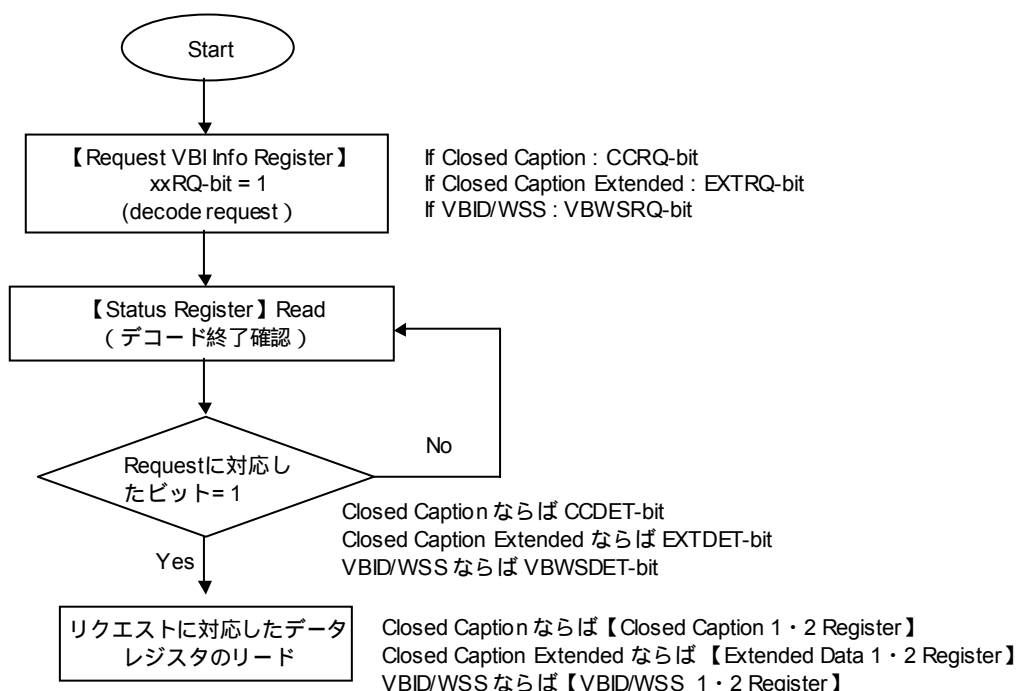 Start
【Request VBI Info Register】
xxRQ-bit = 1
(decode request )
If Closed Caption : CCRQ-bit
If Closed Caption Extended : EXTRQ-bit
If VBID/WSS : VBWSRQ-bit
【Status Register】Read
( デコード終了確認 )
No
Requestに対応し
たビット= 1
Closed Caption ならば CCDET-bit
Closed Caption Extended ならば EXTDET-bit
VBID/WSS ならば VBWSDET-bit
Yes
リクエストに対応したデータ
レジスタのリード
Closed Caption ならば【Closed Caption 1・2 Register】
Closed Caption Extended ならば 【Extended Data 1・2 Register】
VBID/WSS ならば【VBID/WSS 1・2 Register】